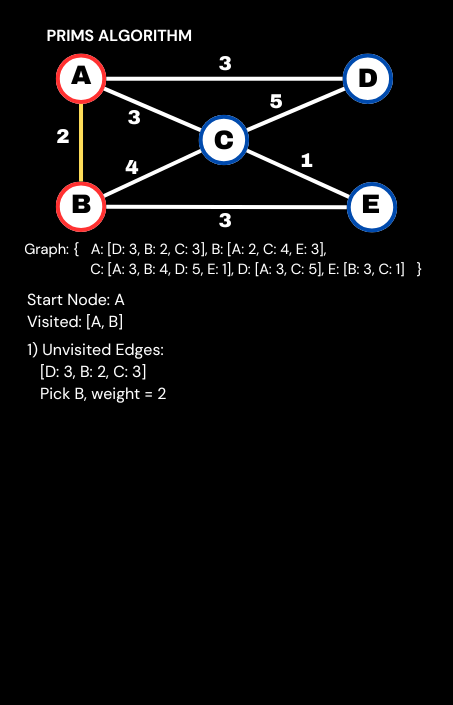 PRIMS ALGORITHM
A
3
D
3
5
2
C
4
1
B
3
E
Graph: { A: [D: 3, B: 2, C: 3], B: [A: 2, C: 4, E: 3],
C: [A: 3, B: 4, D: 5, E: 1], D: [A: 3, C: 5], E: [B: 3, C: 1] }
Start Node: A
Visited: [A, B]
1) Unvisited Edges:
[D: 3, B: 2, C: 3]
Pick B, weight = 2